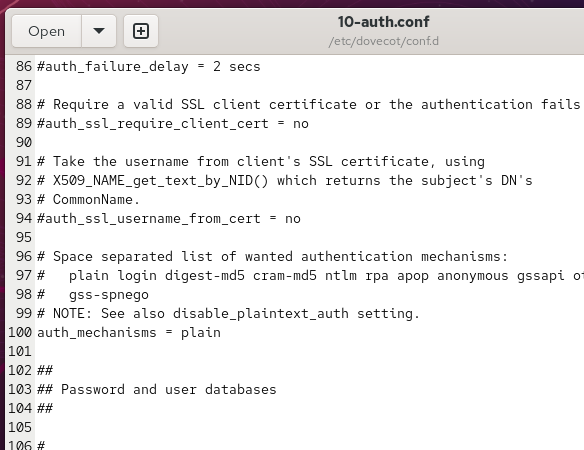 Open
10-auth.conf
/etc/dovecot/conf.d
86 #auth_failure_delay = 2 secs
87
88 # Require a valid SSL client certificate or the authentication fails
89 #auth_ssl_require_client_cert = no
90
91 # Take the username from client's SSL certificate, using
92 # X509_NAME_get_text_by_NID() which returns the subject's DN's
93 # CommonName.
94 #auth_ssl_username_from_cert = no
95
96 # Space separated list of wanted authentication mechanisms:
97 #   plain login digest-md5 cram-md5 ntlm rpa apop anonymous gssapi
98 #   gss-spnego
99 # NOTE: See also disable_plaintext_auth setting.
100 auth_mechanisms = plain
101
102 ##
103 ## Password and user databases
104 ##
105
106 #